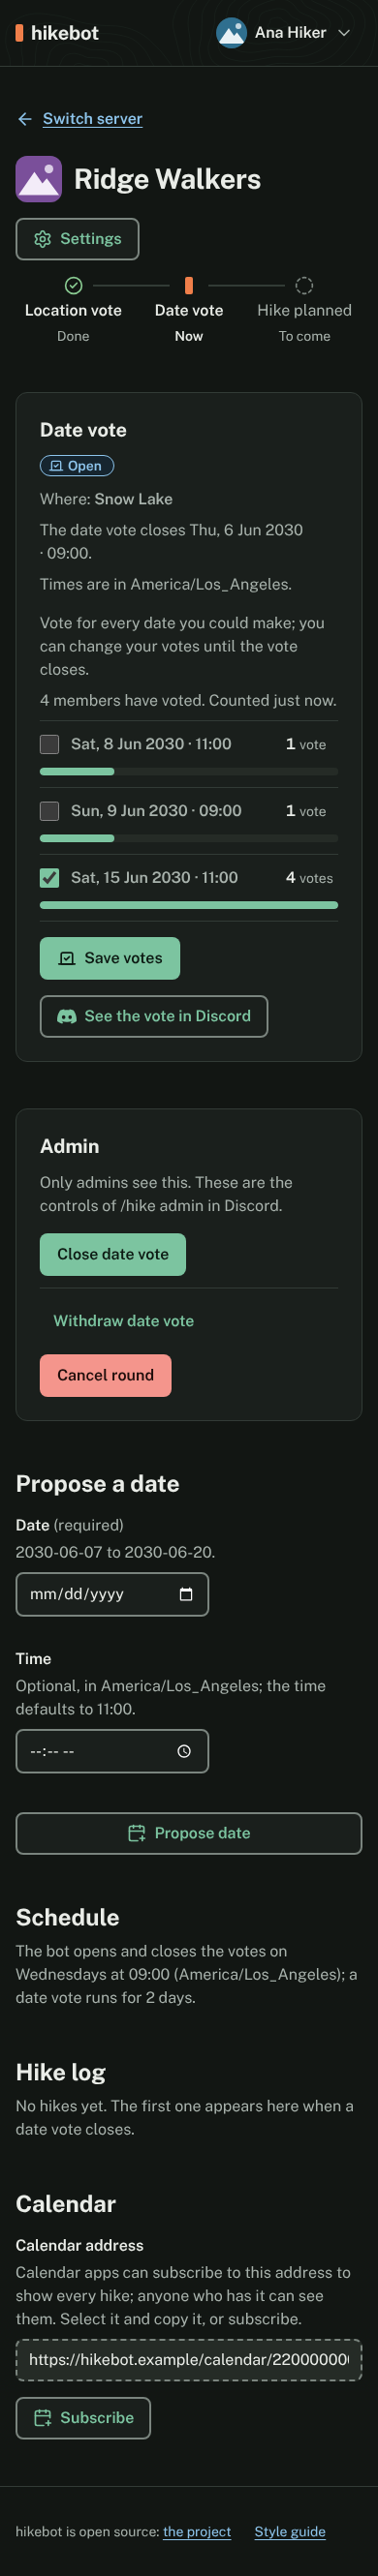 hikebot
Ana Hiker
Switch server
Ridge Walkers
Settings
Location vote
Done
Date vote
Now
Hike planned
To come
Date vote
Open
Where: Snow Lake
The date vote closes Thu, 6 Jun 2030
· 09:00.
Times are in America/Los_Angeles.
Vote for every date you could make; you
can change your votes until the vote
closes.
4 members have voted. Counted just now.
Sat, 8 Jun 2030 · 11:00 1 vote
Sun, 9 Jun 2030 · 09:00 1 vote
Sat, 15 Jun 2030 · 11:00 4 votes
Save votes
See the vote in Discord
Admin
Only admins see this. These are the
controls of /hike admin in Discord.
Close date vote
Withdraw date vote
Cancel round
Propose a date
Date (required)
2030-06-07 to 2030-06-20.
mm/dd/yyyy
Time
Optional, in America/Los_Angeles; the time
defaults to 11:00.
--:-- --
Propose date
Schedule
The bot opens and closes the votes on
Wednesdays at 09:00 (America/Los_Angeles); a
date vote runs for 2 days.
Hike log
No hikes yet. The first one appears here when a
date vote closes.
Calendar
Calendar address
Calendar apps can subscribe to this address to
show every hike; anyone who has it can see
them. Select it and copy it, or subscribe.
https://hikebot.example/calendar/220000000
Subscribe
hikebot is open source: the project Style guide